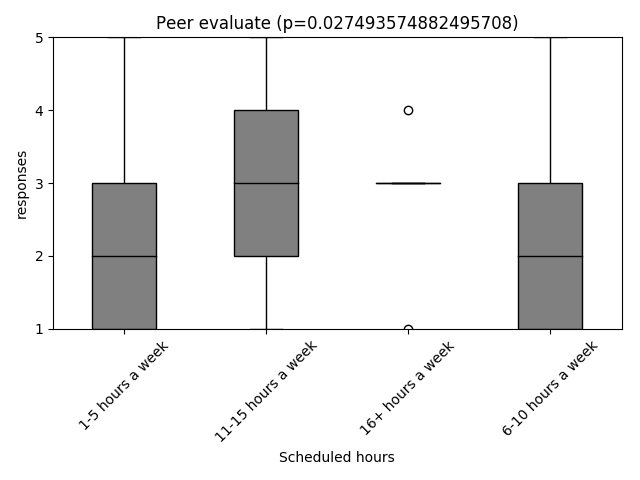 Peer evaluate (p=0.027493574882495708)
5
4
3
2
1
responses
1-5 hours a week
11-15 hours a week
16+ hours a week
6-10 hours a week
Scheduled hours